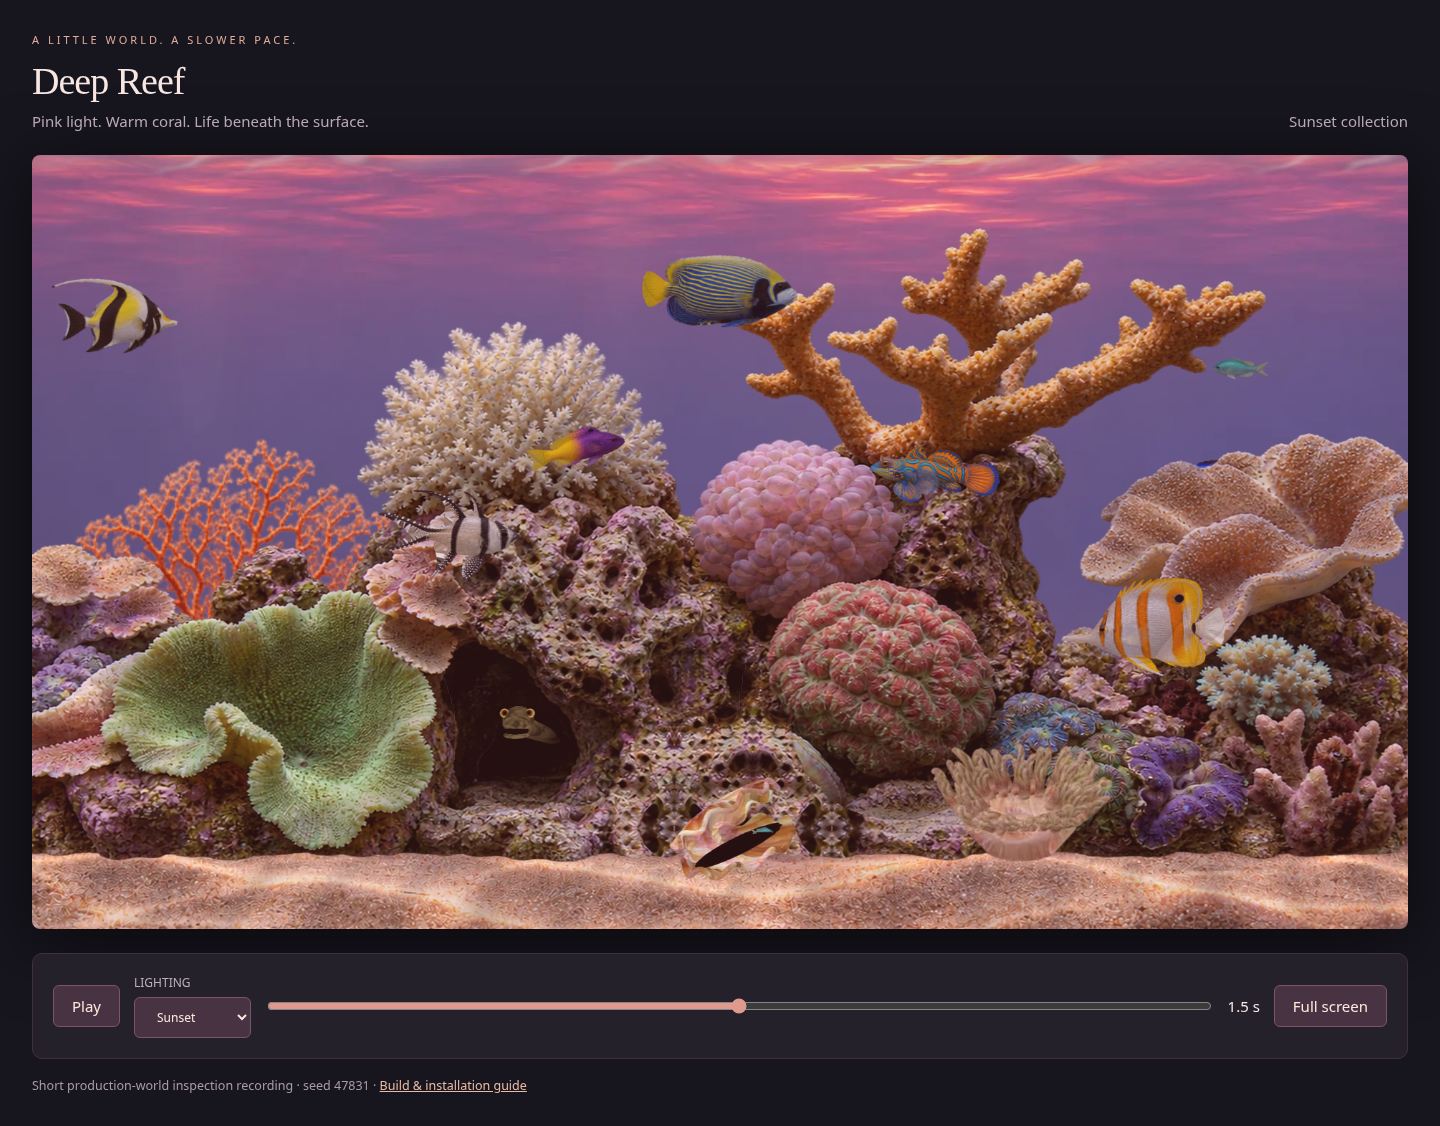 A LITTLE WORLD. A SLOWER PACE.
Deep Reef
Pink light. Warm coral. Life beneath the surface.
Sunset collection
Play
LIGHTING
Sunset
1.5 s
Full screen
Short production-world inspection recording · seed 47831 · Build & installation guide